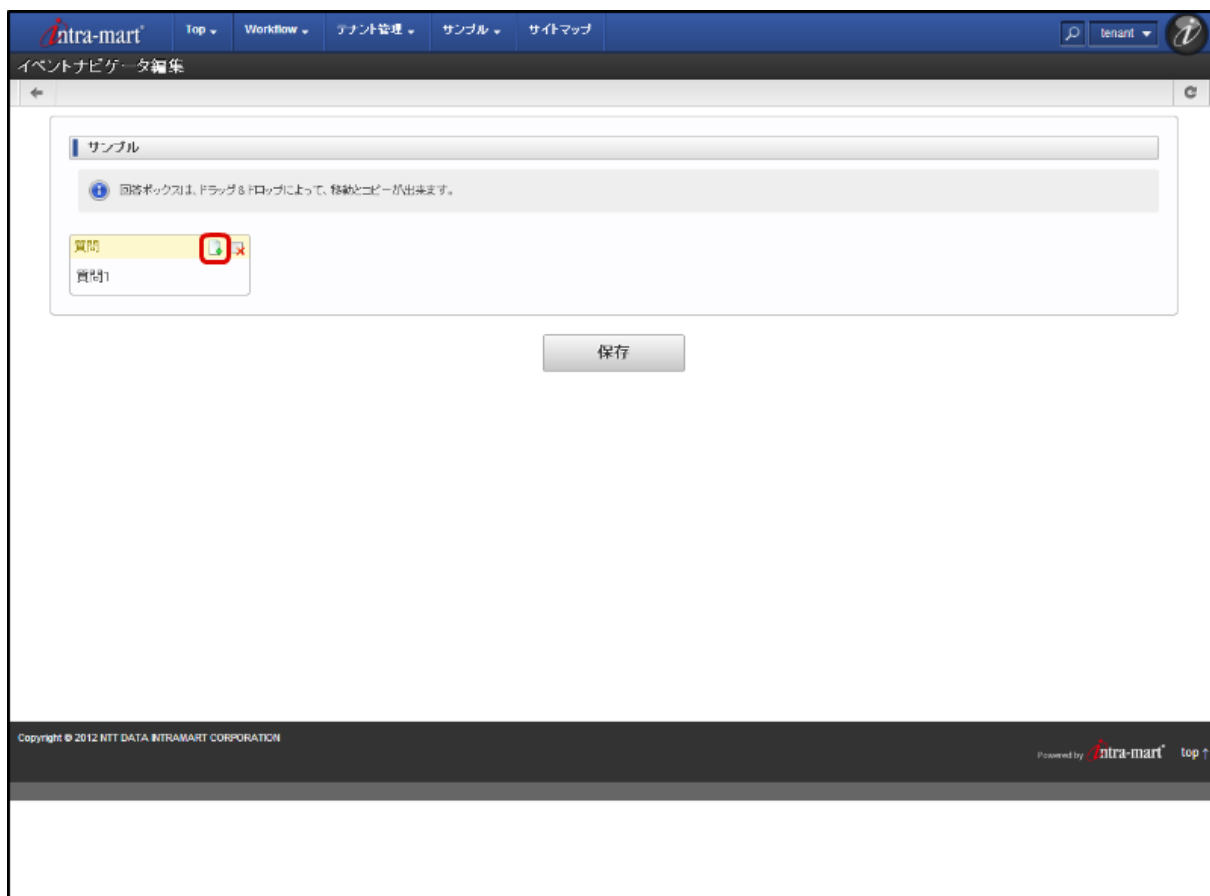 intra-mart Top Workflow テナント管理 サンプル サイトマップ tenant
イベントナビゲータ編集
サンプル
回答ボックスは、ドラッグ&ドロップによって、移動とコピーが出来ます。
質問
質問1
保存
Copyright © 2012 NTT DATA INTRAMART CORPORATION
Powered by intra-mart top ↑